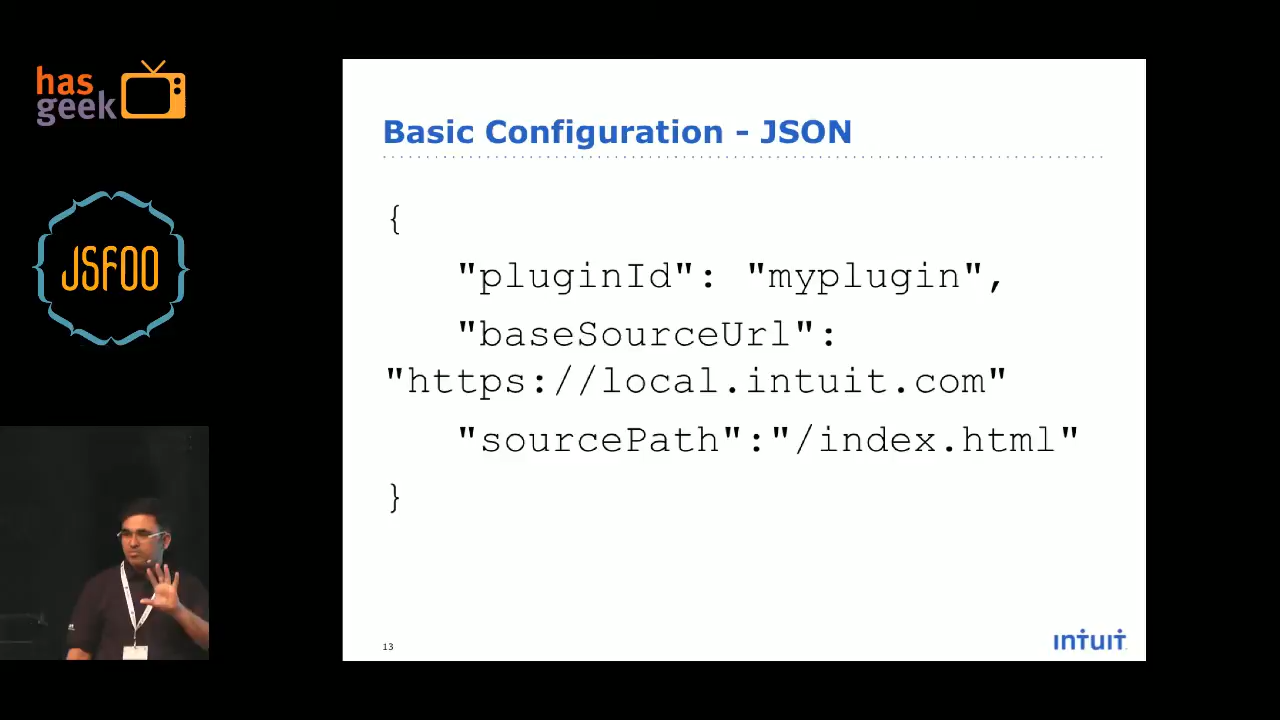 has
geek
JSFOO
Basic Configuration - JSON
{
"pluginId": "myplugin",
"baseSourceUrl":
"https://local.intuit.com"
"sourcePath":"/index.html"
}
13
intuit